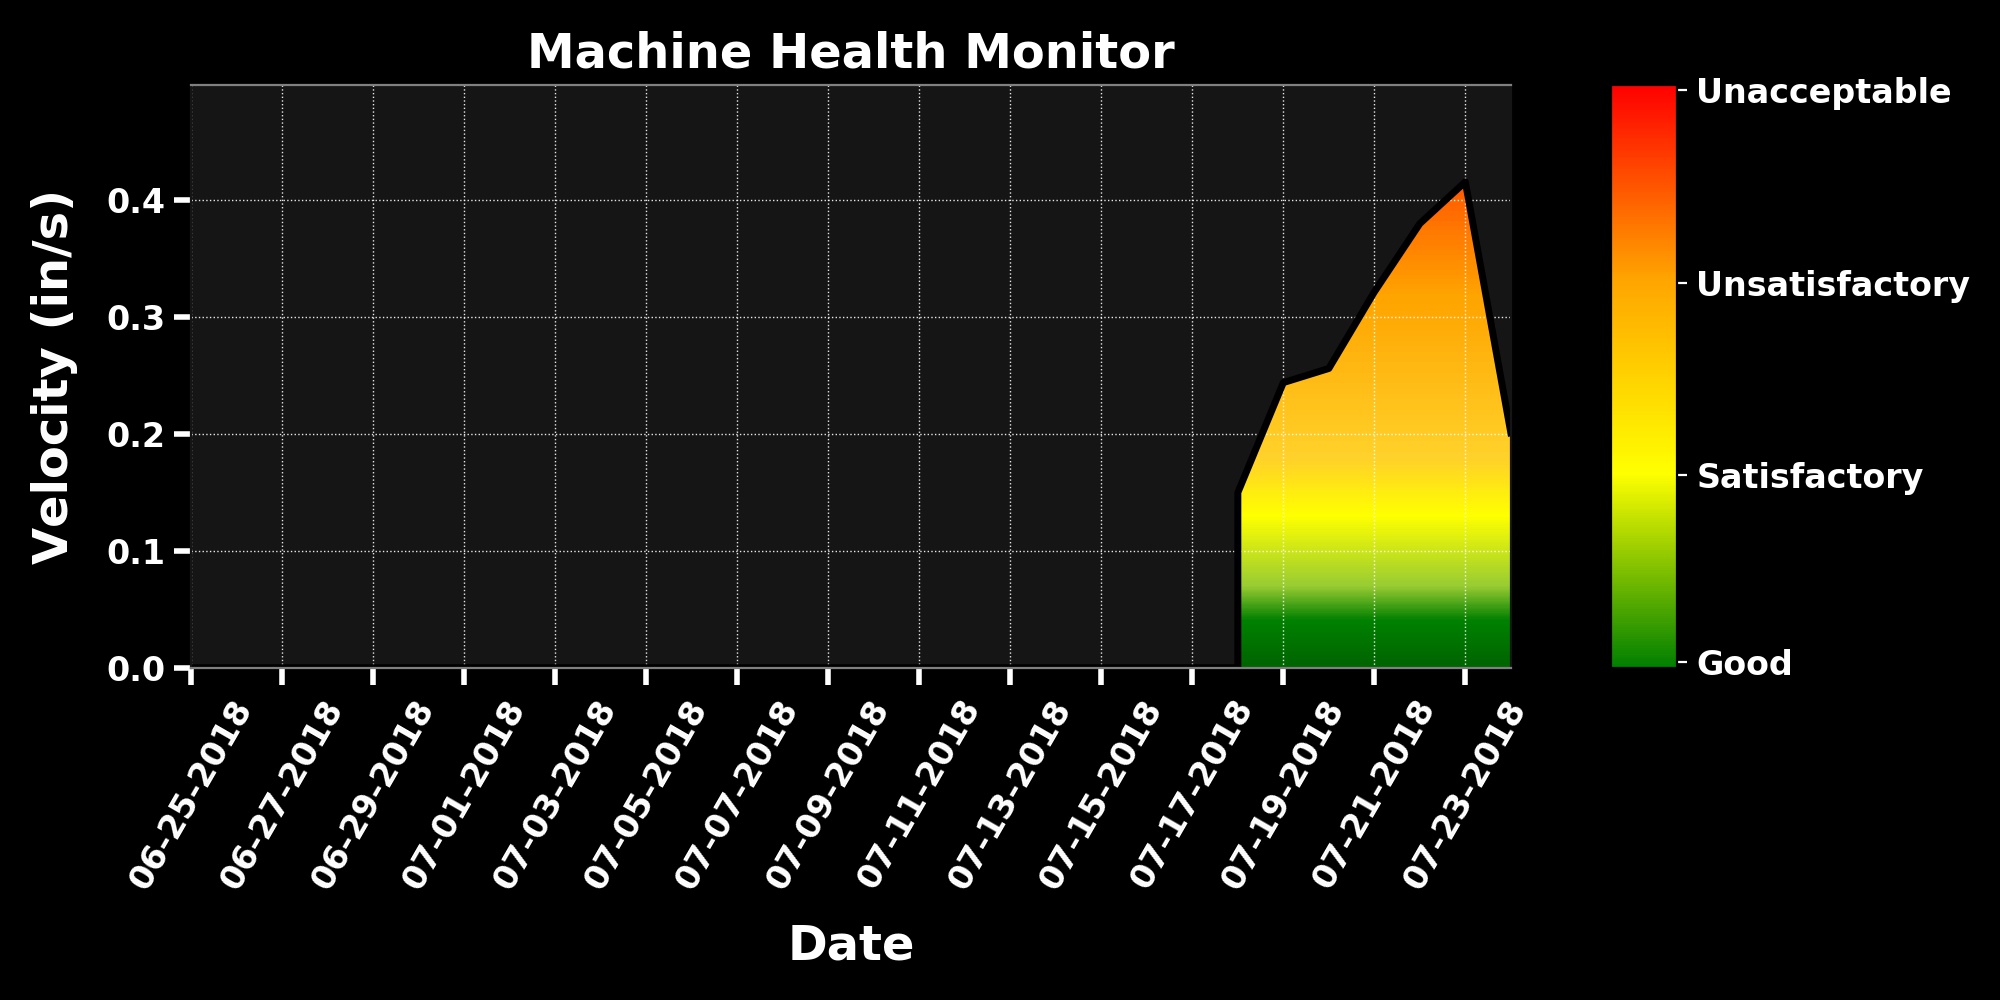 Machine Health Monitor
Velocity (in/s)
0.4
0.3
0.2
0.1
0.0
06-25-2018
06-27-2018
06-29-2018
07-01-2018
07-03-2018
07-05-2018
07-07-2018
07-09-2018
07-11-2018
07-13-2018
07-15-2018
07-17-2018
07-19-2018
07-21-2018
07-23-2018
Date
Unacceptable
Unsatisfactory
Satisfactory
Good